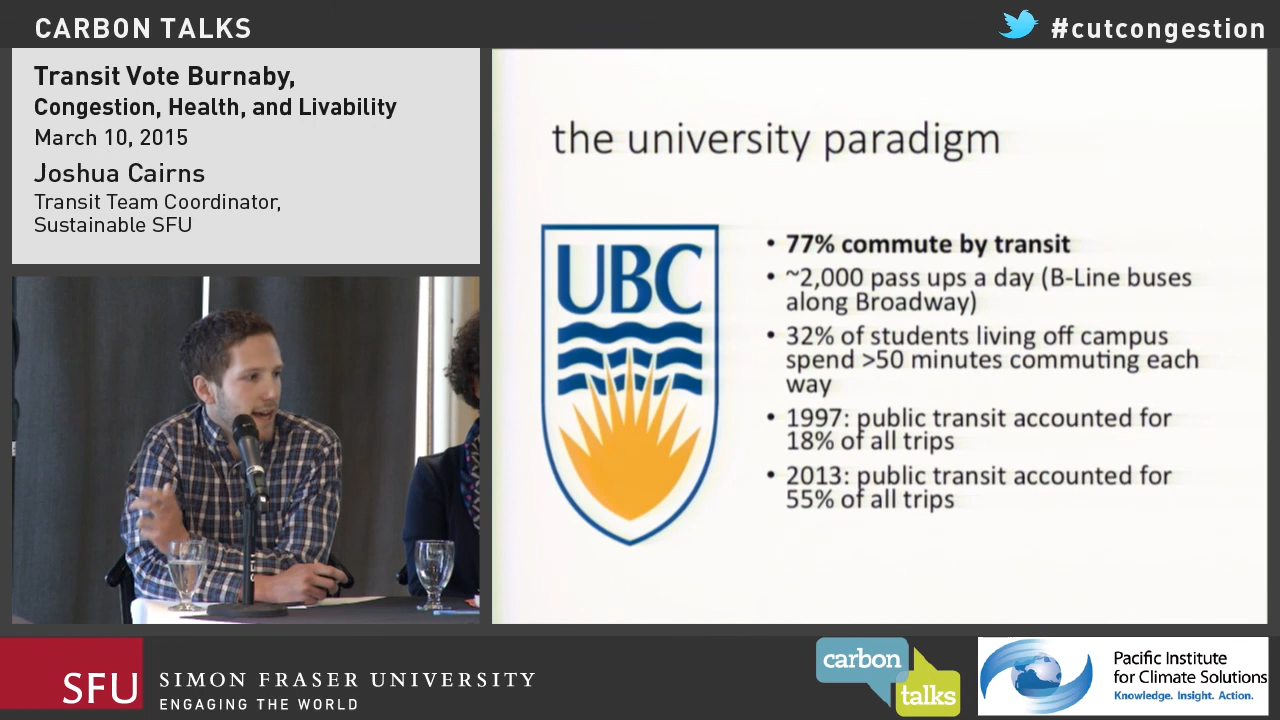 CARBON TALKS
#cutcongestion
Transit Vote Burnaby,
Congestion, Health, and Livability
March 10, 2015
Joshua Cairns
Transit Team Coordinator,
Sustainable SFU
the university paradigm
UBC
• 77% commute by transit
• ~2,000 pass ups a day (B-Line buses
along Broadway)
• 32% of students living off campus
spend >50 minutes commuting each
way
• 1997: public transit accounted for
18% of all trips
• 2013: public transit accounted for
55% of all trips
SFU
SIMON FRASER UNIVERSITY
ENGAGING THE WORLD
carbon
talks
Pacific Institute
for Climate Solutions
Knowledge. Insight. Action.